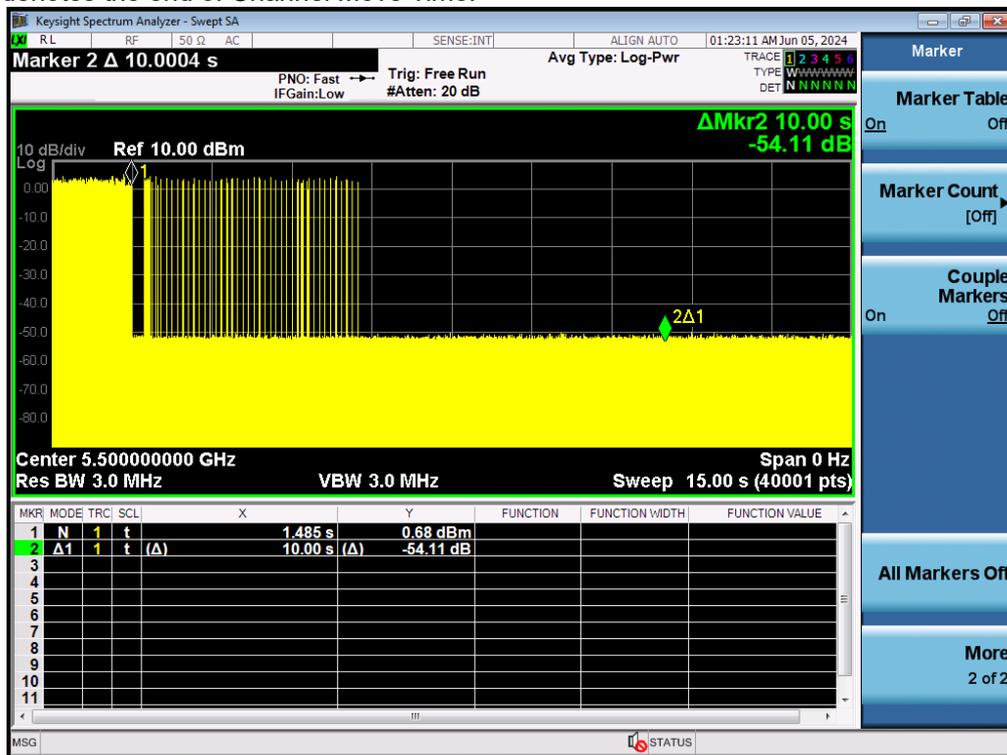 denotes the end of Channel Move Time.
Keysight Spectrum Analyzer - Swept SA
LXI RL RF 50 Ω AC SENSE:INT ALIGN AUTO 01:23:11 AM Jun 05, 2024
Marker 2 Δ 10.0004 s
PNO: Fast
IFGain:Low
Trig: Free Run
#Atten: 20 dB
Avg Type: Log-Pwr
TRACE 1 2 3 4 5 6
TYPE WWWWWW
DET N N N N N N
ΔMkr2 10.00 s
-54.11 dB
10 dB/div Ref 10.00 dBm
Log
1
0.00
-10.0
-20.0
-30.0
-40.0
-50.0
-60.0
-70.0
-80.0
2Δ1
Center 5.500000000 GHz Span 0 Hz
Res BW 3.0 MHz VBW 3.0 MHz Sweep 15.00 s (40001 pts)
MKR MODE TRC SCL X Y FUNCTION FUNCTION WIDTH FUNCTION VALUE
1 N 1 t 1.485 s 0.68 dBm
2 Δ1 1 t (Δ) 10.00 s (Δ) -54.11 dB
3
4
5
6
7
8
9
10
11
MSG STATUS
Marker
Marker Table
On Off
Marker Count
[Off]
Couple
Markers
On Off
All Markers Off
More
2 of 2